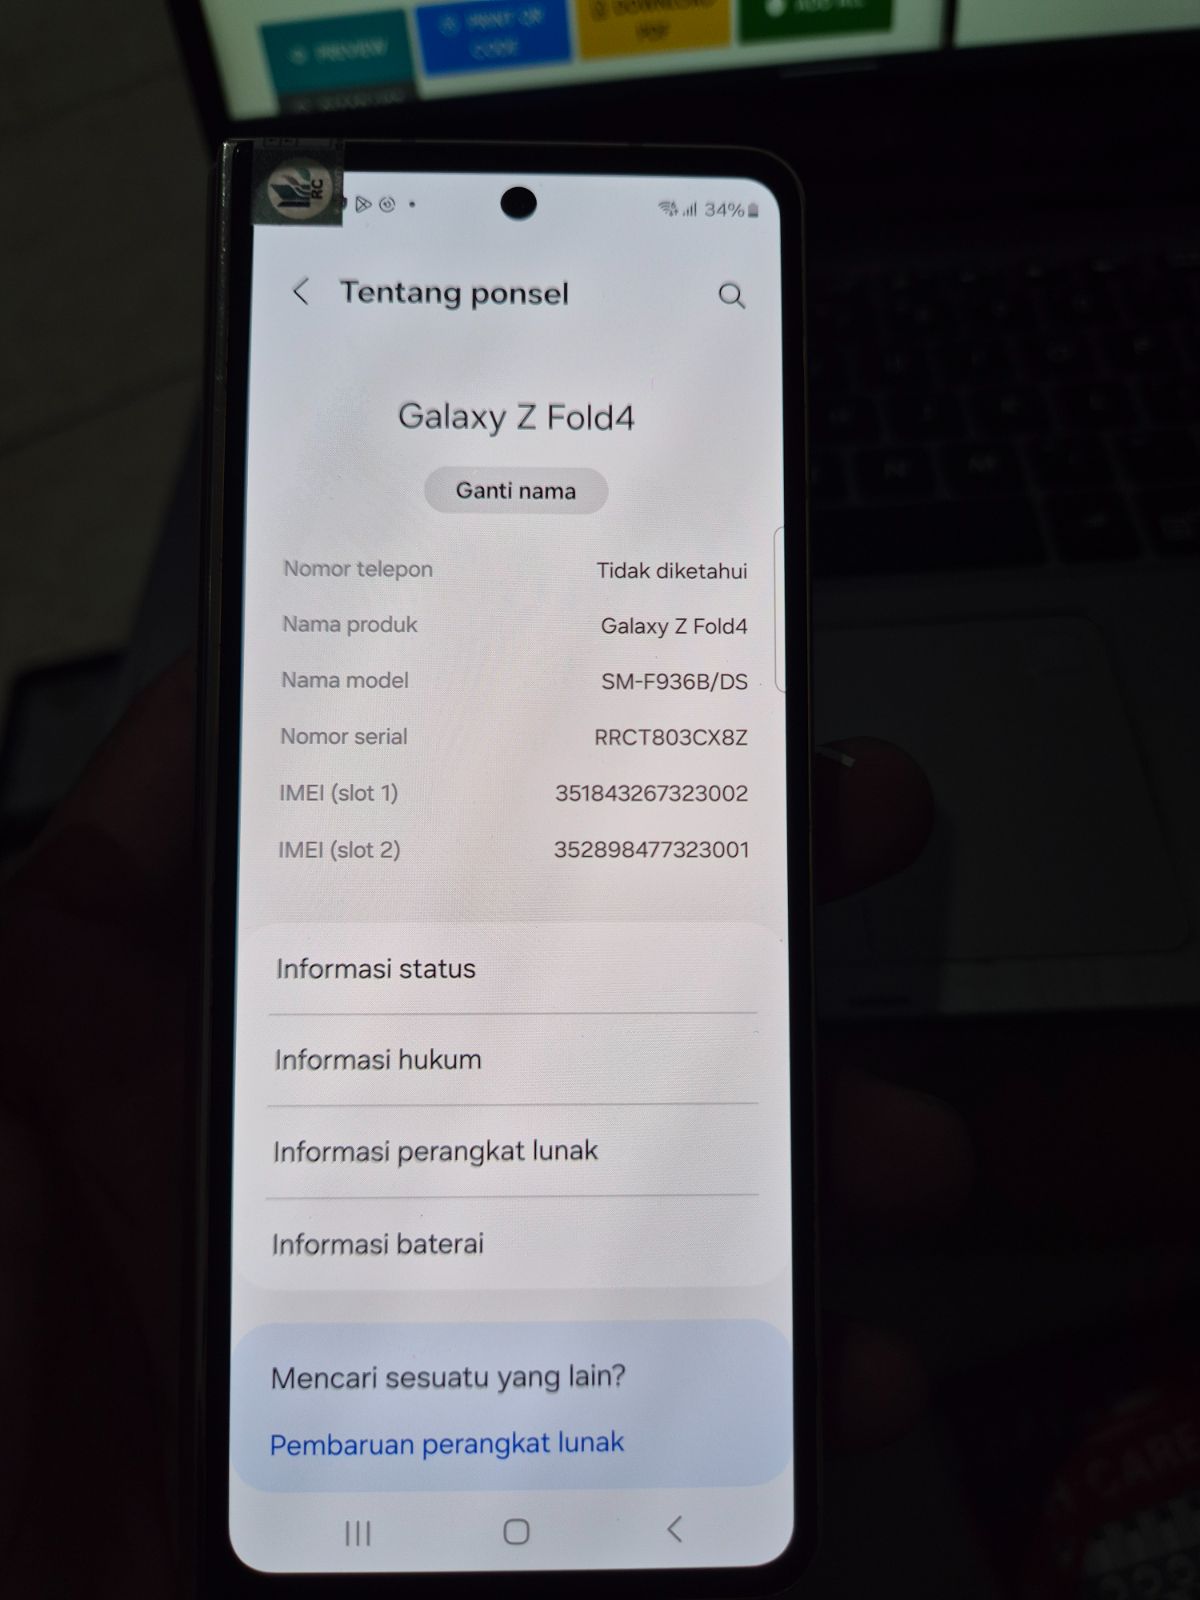 PREVIEW
PRINT QR
CODE
DOWNLOAD
PDF
ADD ALL
RC
34%
Tentang ponsel
Galaxy Z Fold4
Ganti nama
Nomor telepon Tidak diketahui
Nama produk Galaxy Z Fold4
Nama model SM-F936B/DS
Nomor serial RRCT803CX8Z
IMEI (slot 1) 351843267323002
IMEI (slot 2) 352898477323001
Informasi status
Informasi hukum
Informasi perangkat lunak
Informasi baterai
Mencari sesuatu yang lain?
Pembaruan perangkat lunak
CARE